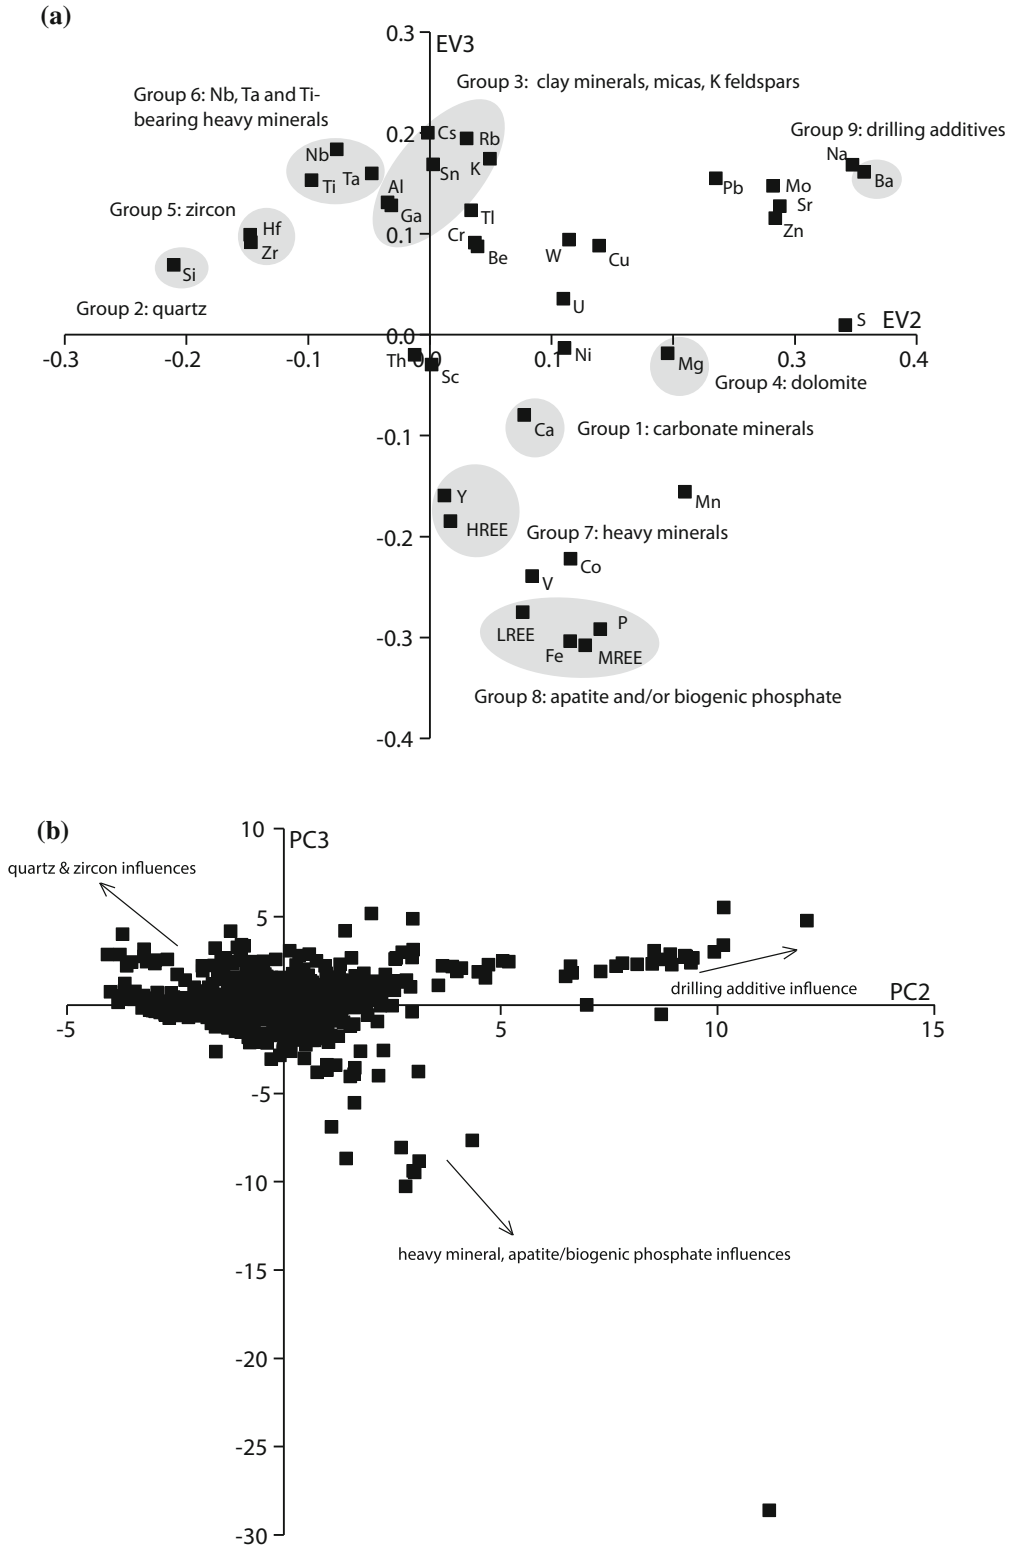 (a)
0.3
EV3
Group 3: clay minerals, micas, K feldspars
Group 6: Nb, Ta and Ti-
bearing heavy minerals
0.2
Cs
Rb
Group 9: drilling additives
Nb
Sn
K
Na
Ti
Ta
Al
Pb
Mo
Ba
Group 5: zircon
Ga
Tl
Sr
Hf
0.1
Cr
Zn
Zr
Be
W
Cu
Si
Group 2: quartz
U
S
EV2
0.0
-0.3
-0.2
-0.1
Th
0.0
0.1
0.3
0.4
Ni
Mg
Sc
Group 4: dolomite
-0.1
Ca
Group 1: carbonate minerals
Y
Mn
HREE
-0.2
Group 7: heavy minerals
Co
V
-0.3
LREE
P
Fe
MREE
Group 8: apatite and/or biogenic phosphate
-0.4
(b)
10
PC3
quartz & zircon influences
5
drilling additive influence
PC2
-5
5
10
15
-5
-10
heavy mineral, apatite/biogenic phosphate influences
-15
-20
-25
-30